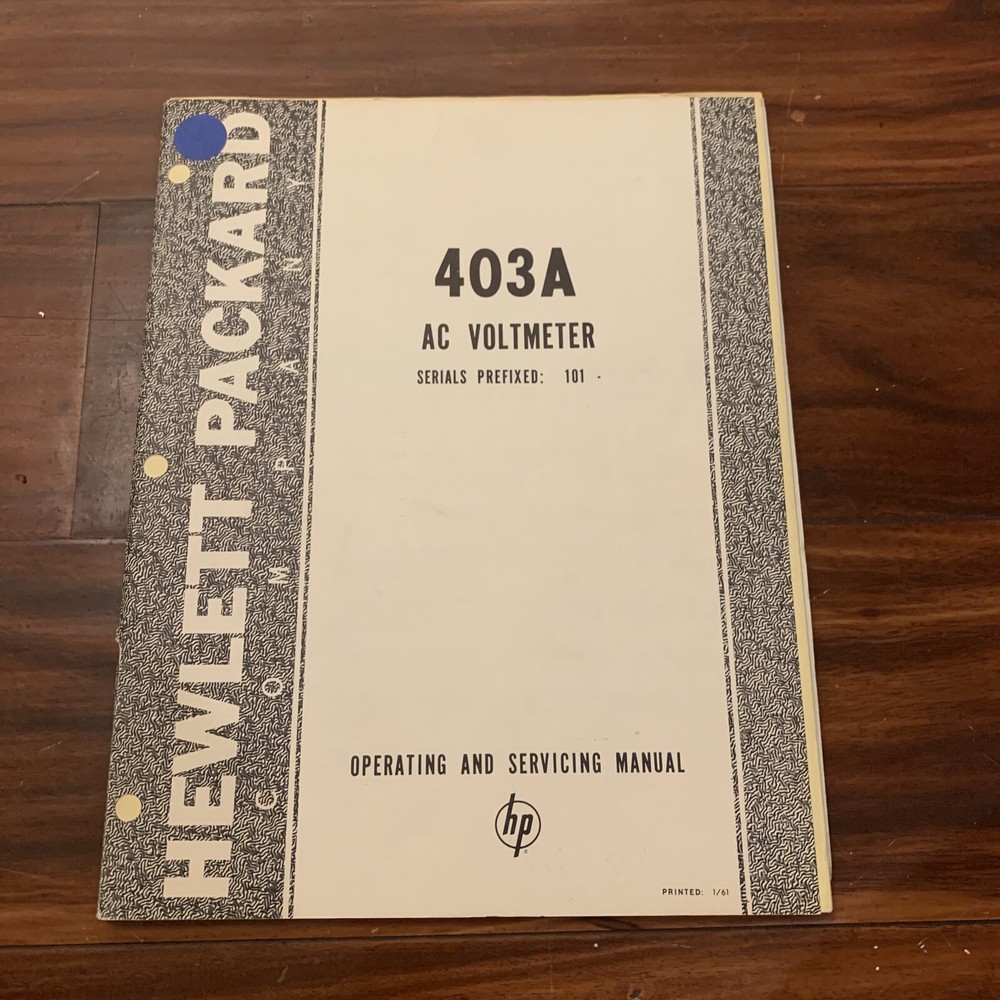 HEWLETT PACKARD
COMPANY
403A
AC VOLTMETER
SERIALS PREFIXED: 101 -
OPERATING AND SERVICING MANUAL
hp
®
PRINTED: 1/61